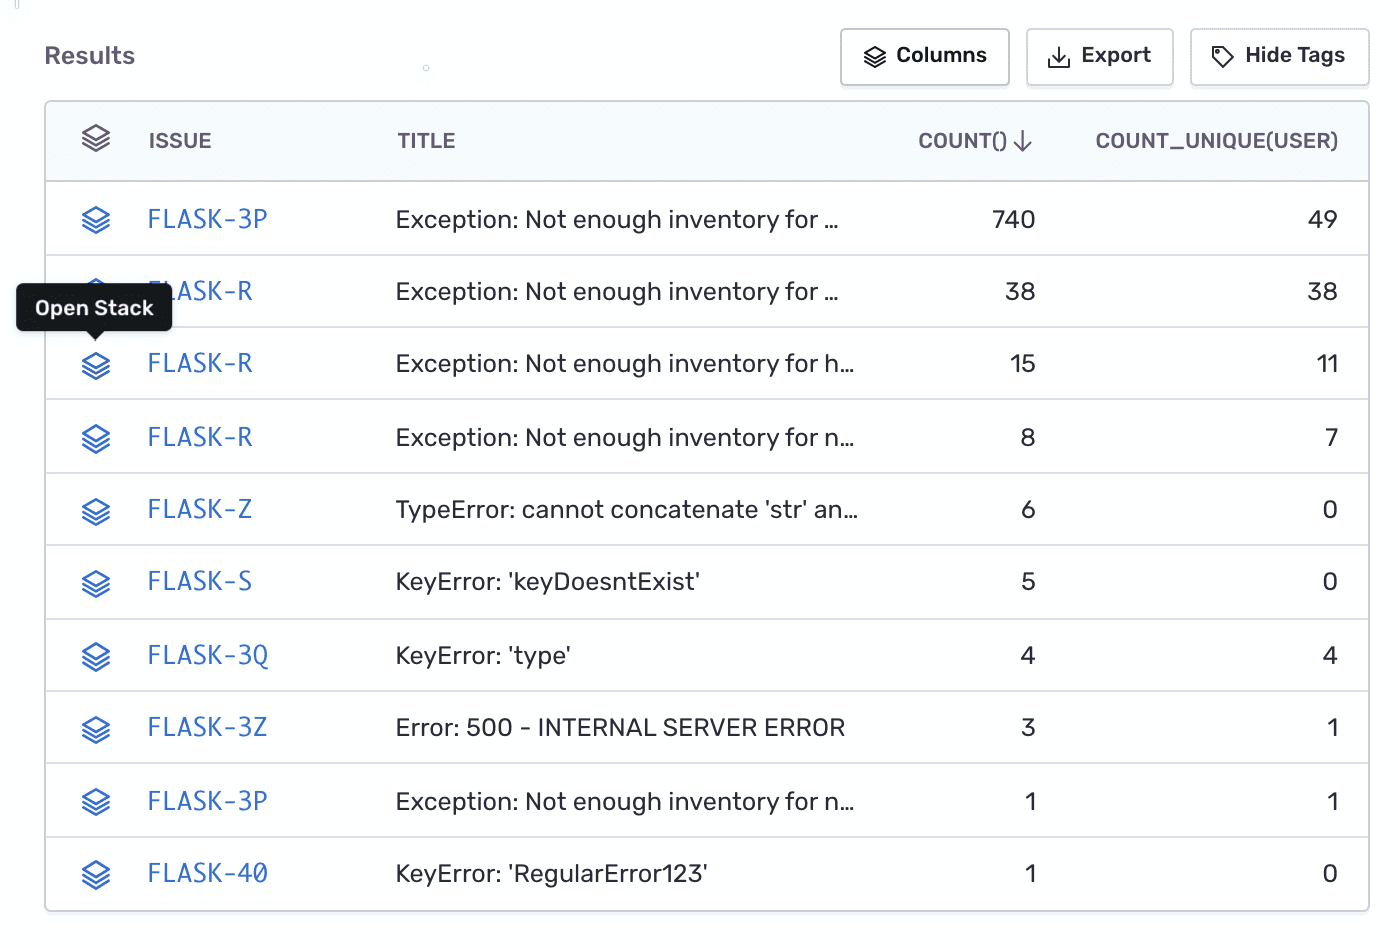 Results
Columns Export Hide Tags
ISSUE TITLE COUNT() COUNT_UNIQUE(USER)
FLASK-3P Exception: Not enough inventory for ... 740 49
LASK-R Exception: Not enough inventory for ... 38 38
Open Stack
FLASK-R Exception: Not enough inventory for h... 15 11
FLASK-R Exception: Not enough inventory for n... 8 7
FLASK-Z TypeError: cannot concatenate 'str' an... 6 0
FLASK-S KeyError: 'keyDoesntExist' 5 0
FLASK-3Q KeyError: 'type' 4 4
FLASK-3Z Error: 500 - INTERNAL SERVER ERROR 3 1
FLASK-3P Exception: Not enough inventory for n... 1 1
FLASK-40 KeyError: 'RegularError123' 1 0